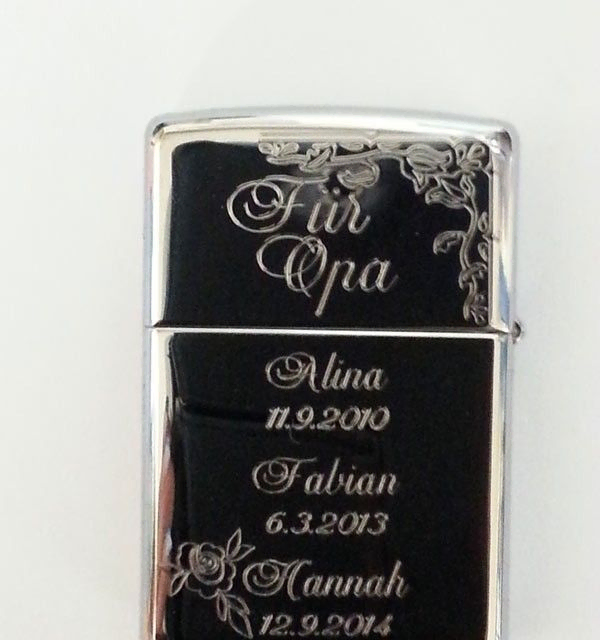 Für
Opa
Alina
11.9.2010
Fabian
6.3.2013
Hannah
12.9.2014